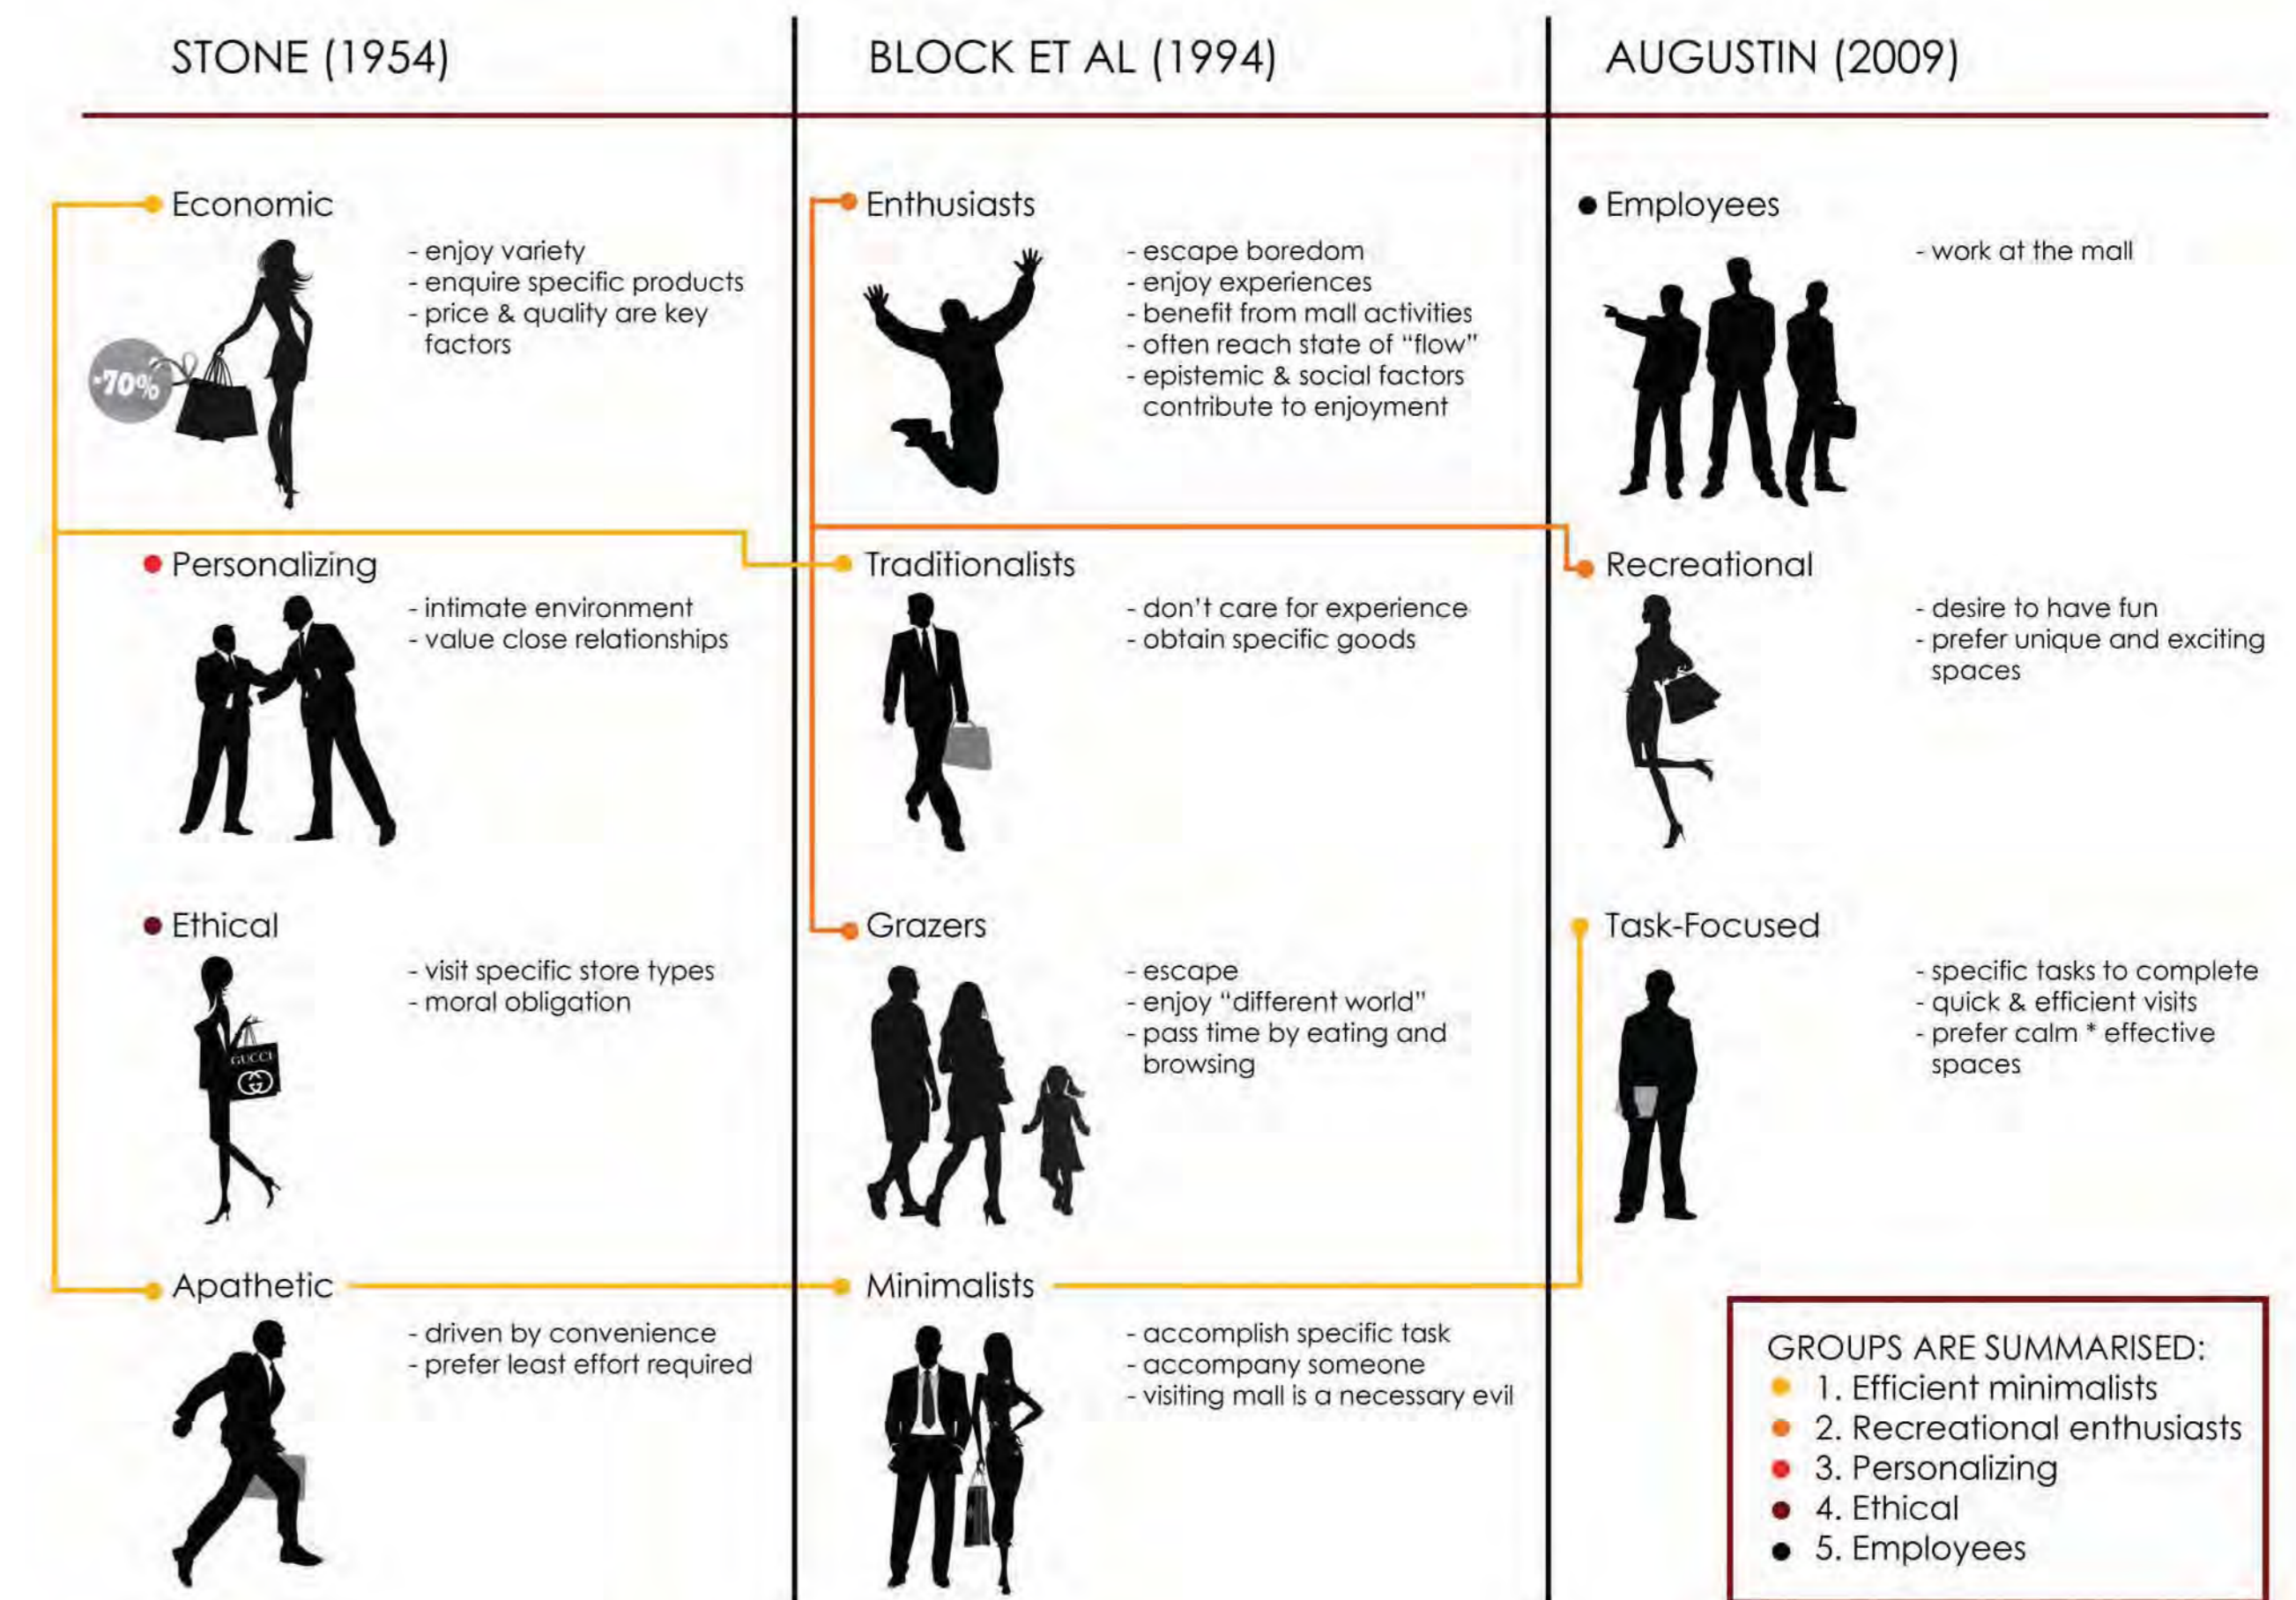 STONE (1954)
BLOCK ET AL (1994)
AUGUSTIN (2009)
Economic
- enjoy variety
- enquire specific products
- price & quality are key
factors
-70%
Personalizing
- intimate environment
- value close relationships
Ethical
- visit specific store types
- moral obligation
GUCCI
Apathetic
- driven by convenience
- prefer least effort required
Enthusiasts
- escape boredom
- enjoy experiences
- benefit from mall activities
- often reach state of “flow”
- epistemic & social factors
contribute to enjoyment
Traditionalists
- don’t care for experience
- obtain specific goods
Grazers
- escape
- enjoy “different world”
- pass time by eating and
browsing
Minimalists
- accomplish specific task
- accompany someone
- visiting mall is a necessary evil
Employees
- work at the mall
Recreational
- desire to have fun
- prefer unique and exciting
spaces
Task-Focused
- specific tasks to complete
- quick & efficient visits
- prefer calm * effective
spaces
GROUPS ARE SUMMARISED:
1. Efficient minimalists
2. Recreational enthusiasts
3. Personalizing
4. Ethical
5. Employees